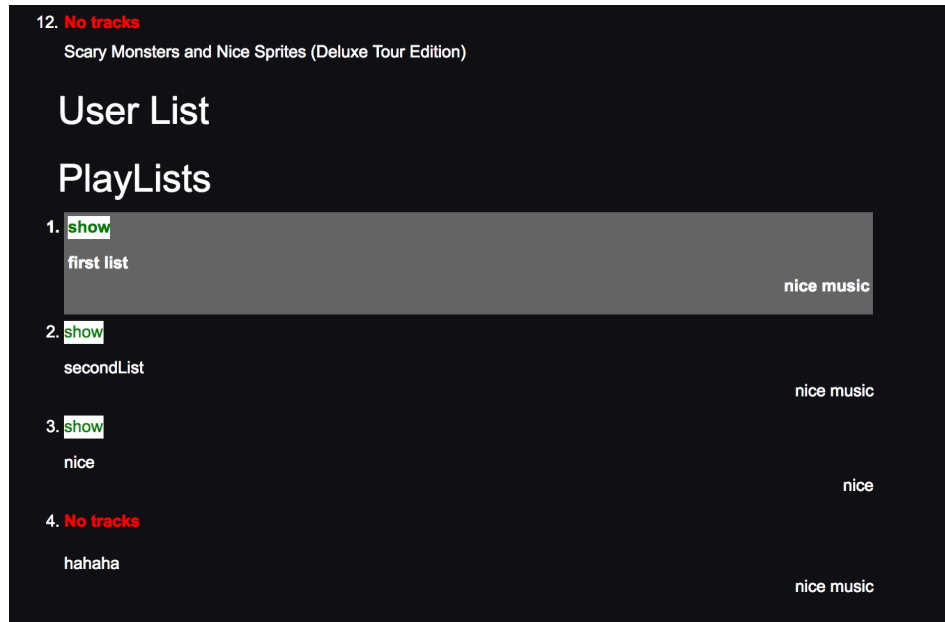 12. No tracks
Scary Monsters and Nice Sprites (Deluxe Tour Edition)
User List
PlayLists
1. show
first list
nice music
2. show
secondList
nice music
3. show
nice
nice
4. No tracks
hahaha
nice music